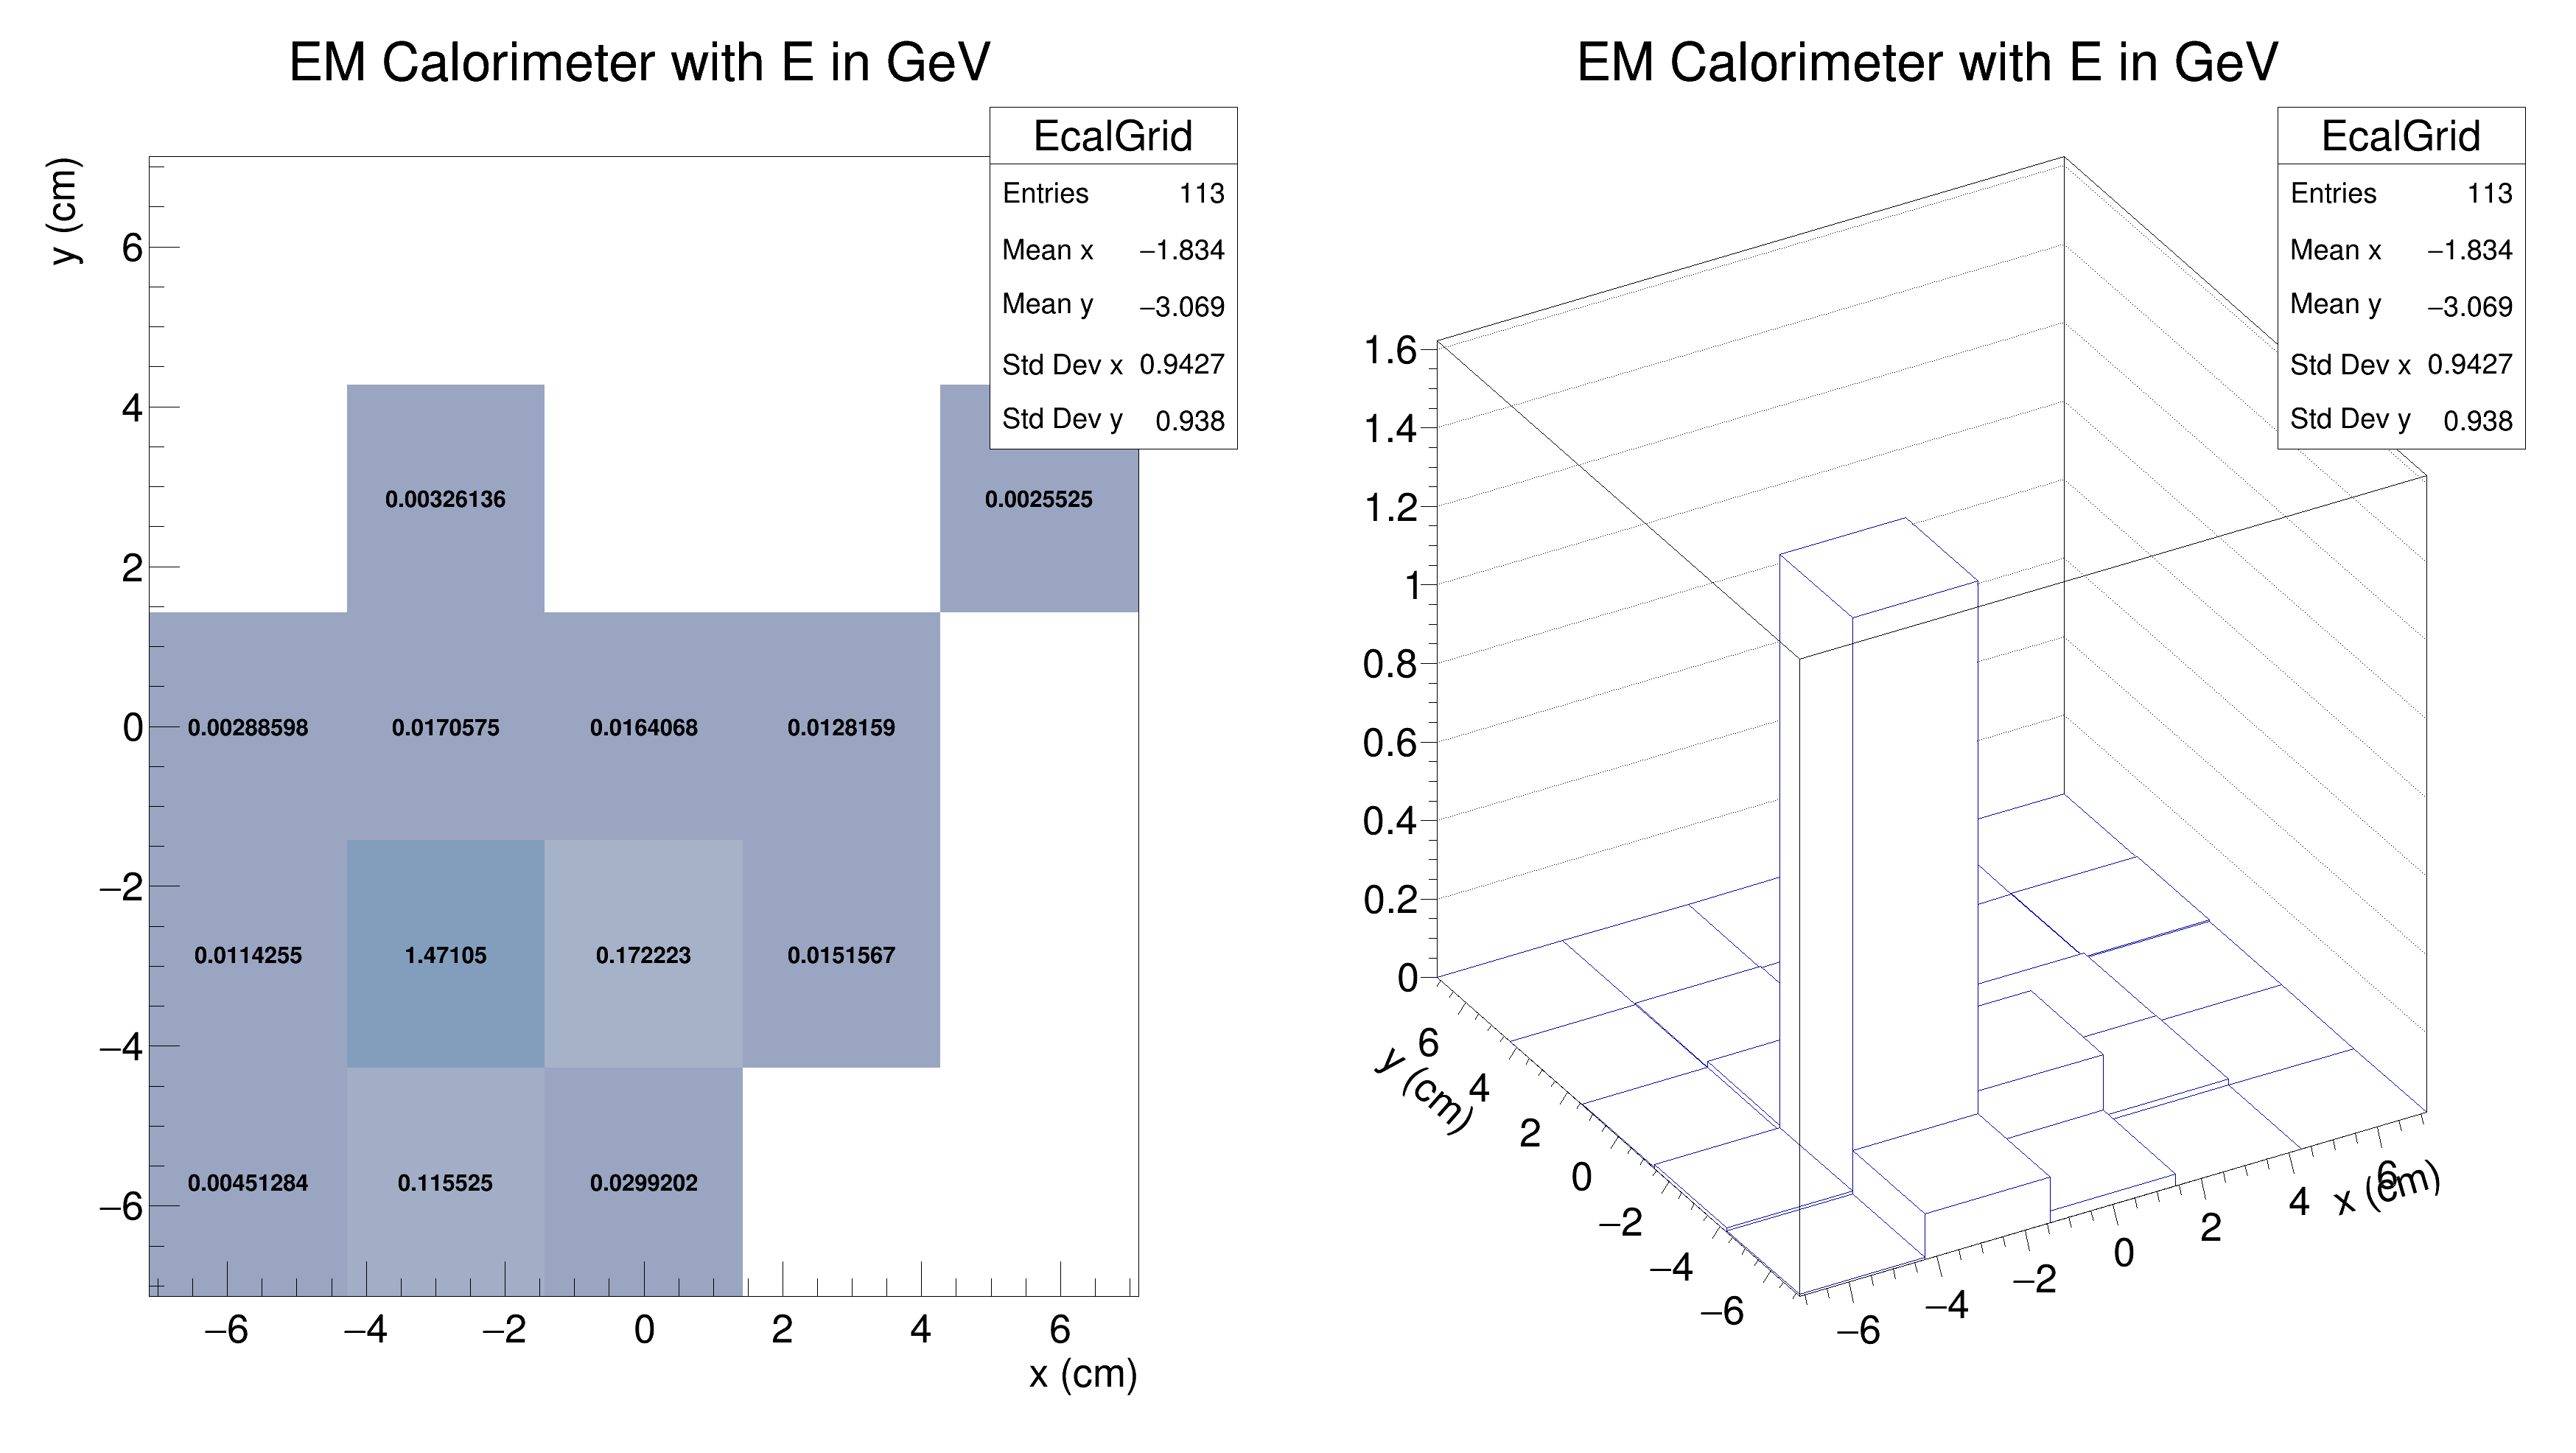 EM Calorimeter with E in GeV
EcalGrid
Entries 113
Mean x −1.834
Mean y −3.069
Std Dev x 0.9427
Std Dev y 0.938
y (cm)
6
4
2
0
−2
−4
−6
0.00326136 0.0025525
0.00288598 0.0170575 0.0164068 0.0128159
0.0114255 1.47105 0.172223 0.0151567
0.00451284 0.115525 0.0299202
−6 −4 −2 0 2 4 6
x (cm)
EM Calorimeter with E in GeV
EcalGrid
Entries 113
Mean x −1.834
Mean y −3.069
Std Dev x 0.9427
Std Dev y 0.938
1.6
1.4
1.2
1
0.8
0.6
0.4
0.2
0
y (cm)
6
4
2
0
−2
−4
−6
−6 −4 −2 0 2 4 6
x (cm)